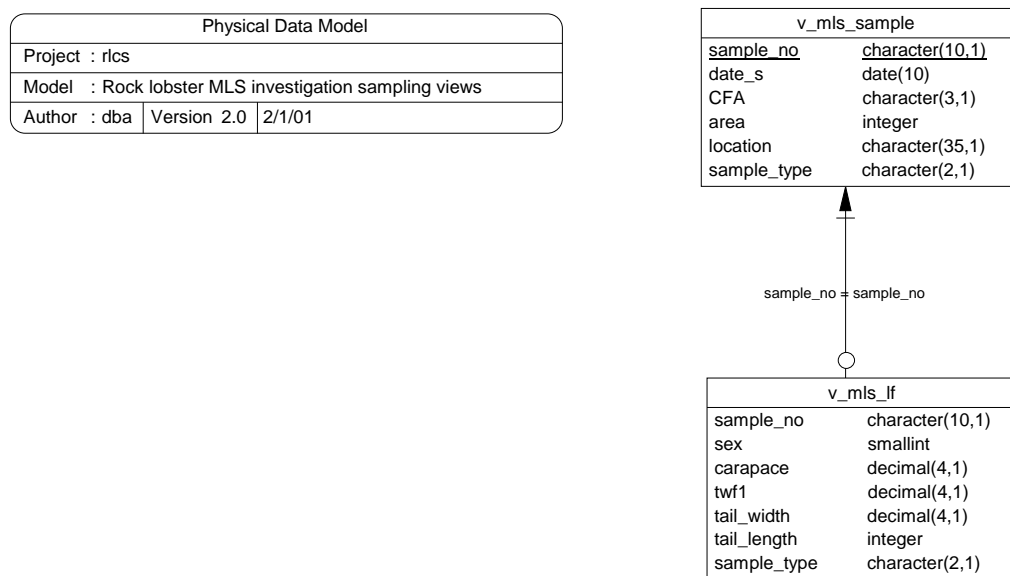 Physical Data Model
Project : rlcs
Model : Rock lobster MLS investigation sampling views
Author : dba Version 2.0 2/1/01
v_mls_sample
sample_no character(10,1)
date_s date(10)
CFA character(3,1)
area integer
location character(35,1)
sample_type character(2,1)
sample_no = sample_no
v_mls_lf
sample_no character(10,1)
sex smallint
carapace decimal(4,1)
twf1 decimal(4,1)
tail_width decimal(4,1)
tail_length integer
sample_type character(2,1)